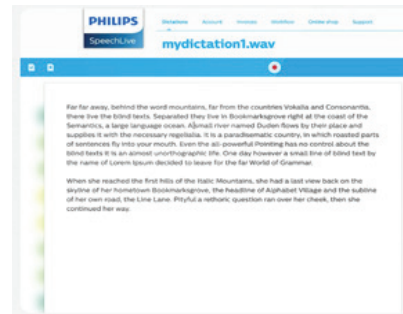 PHILIPS
SpeechLive
Dictations Account Invoices Workflow Online shop Support
mydictation1.wav
Far far away, behind the word mountains, far from the countries Vokalia and Consonantia,
there live the blind texts. Separated they live in Bookmarksgrove right at the coast of the
Semantics, a large language ocean. A small river named Duden flows by their place and
supplies it with the necessary regelialia. It is a paradisematic country, in which roasted parts
of sentences fly into your mouth. Even the all-powerful Pointing has no control about the
blind texts it is an almost unorthographic life. One day however a small line of blind text by
the name of Lorem Ipsum decided to leave for the far World of Grammar.
When she reached the first hills of the Italic Mountains, she had a last view back on the
skyline of her hometown Bookmarksgrove, the headline of Alphabet Village and the subline
of her own road, the Line Lane. Pityful a rethoric question ran over her cheek, then she
continued her way.